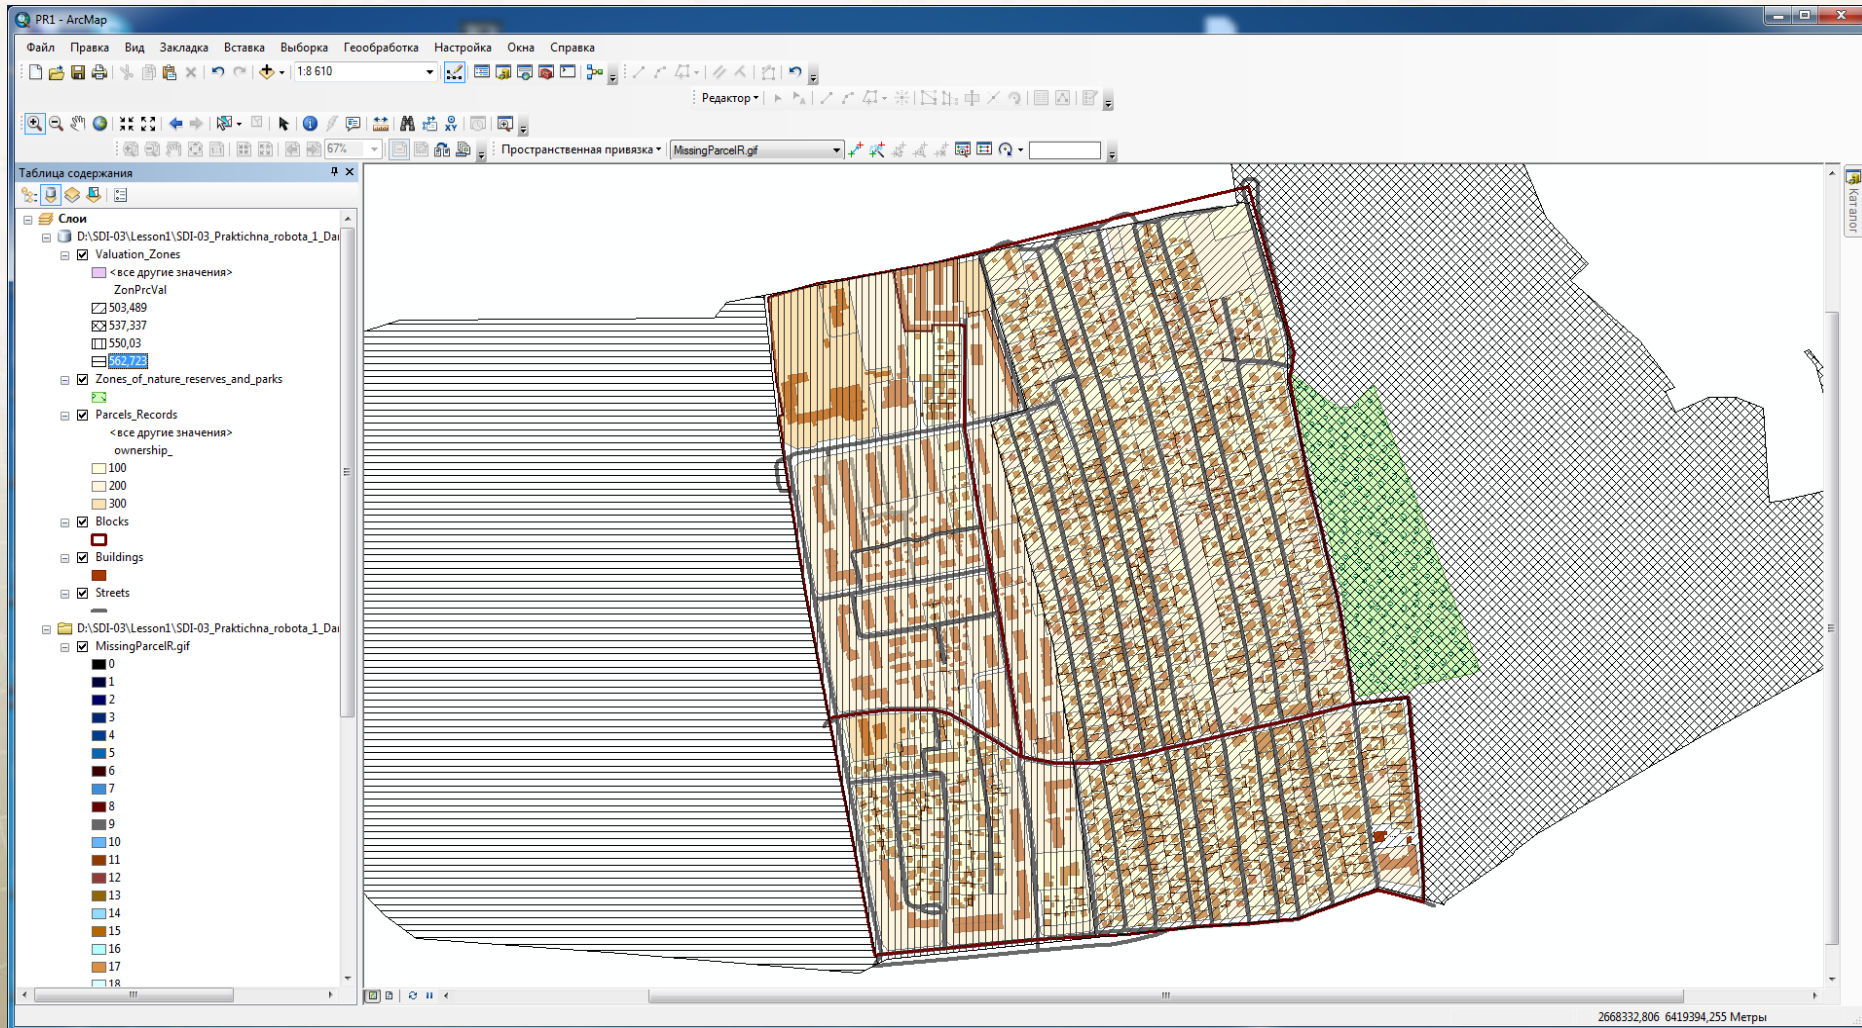 PR1 - ArcMap
Файл Правка Вид Закладка Вставка Выборка Геообработка Настройка Окна Справка
1:8 610
Редактор
67%
Пространственная привязка MissingParcelR.gif
Таблица содержания
Каталог
Слои
D:\SDI-03\Lesson1\SDI-03_Praktichna_robota_1_Dar
Valuation_Zones
<все другие значения>
ZonPrcVal
503,489
537,337
550,03
562,723
Zones_of_nature_reserves_and_parks
Parcels_Records
<все другие значения>
ownership_
100
200
300
Blocks
Buildings
Streets
D:\SDI-03\Lesson1\SDI-03_Praktichna_robota_1_Dar
MissingParcelR.gif
0
1
2
3
4
5
6
7
8
9
10
11
12
13
14
15
16
17
18
2668332,806 6419394,255 Метры